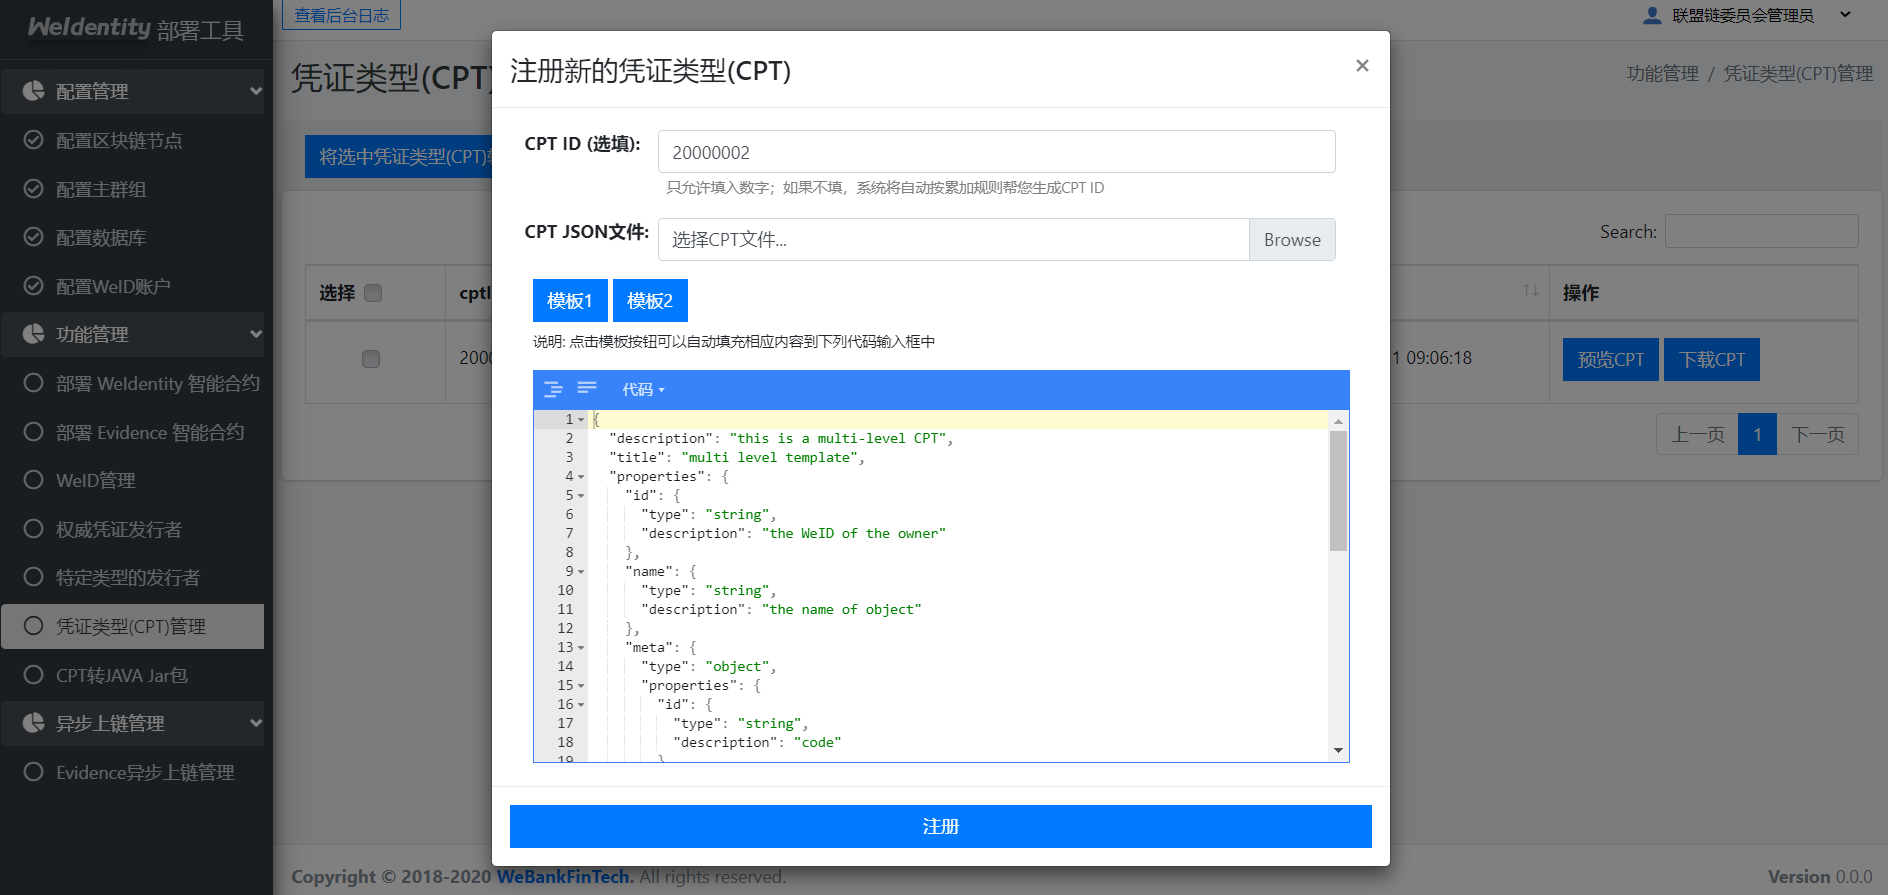 WeIdentity 部署工具
查看后台日志
联盟链委员会管理员
配置管理
配置区块链节点
配置主群组
配置数据库
配置WeID账户
功能管理
部署 WeIdentity 智能合约
部署 Evidence 智能合约
WeID管理
权威凭证发行者
特定类型的发行者
凭证类型(CPT)管理
CPT转JAVA Jar包
异步上链管理
Evidence异步上链管理
凭证类型(CPT)
功能管理 / 凭证类型(CPT)管理
将选中凭证类型(CPT)
Search:
选择
cptI
操作
200
1 09:06:18
预览CPT
下载CPT
上一页
1
下一页
注册新的凭证类型(CPT)
×
CPT ID (选填):
20000002
只允许填入数字；如果不填，系统将自动按累加规则帮您生成CPT ID
CPT JSON文件:
选择CPT文件...
Browse
模板1
模板2
说明: 点击模板按钮可以自动填充相应内容到下列代码输入框中
代码
1 {
2 "description": "this is a multi-level CPT",
3 "title": "multi level template",
4 "properties": {
5 "id": {
6 "type": "string",
7 "description": "the WeID of the owner"
8 },
9 "name": {
10 "type": "string",
11 "description": "the name of object"
12 },
13 "meta": {
14 "type": "object",
15 "properties": {
16 "id": {
17 "type": "string",
18 "description": "code"
19 }
注册
Copyright © 2018-2020 WeBankFinTech. All rights reserved.
Version 0.0.0